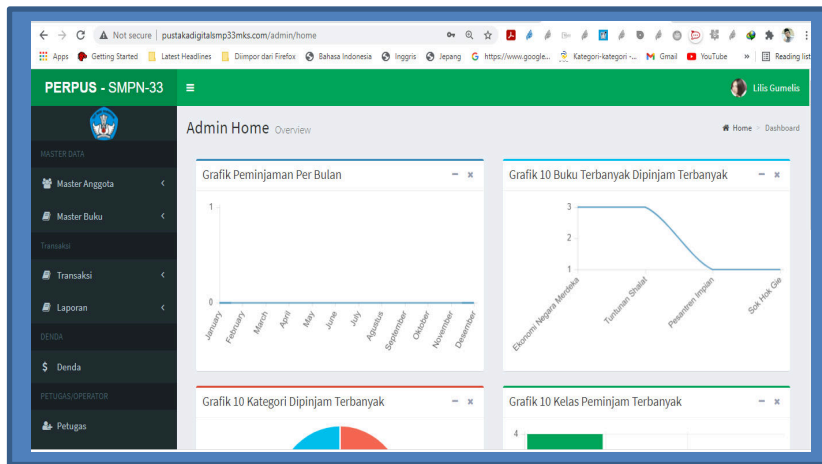 Not secure | pustakadigitalsmp33mks.com/admin/home
Apps Getting Started Latest Headlines Diimpor dari Firefox Bahasa Indonesia Inggris Jepang www.google... Kategori-kategori -... Gmail YouTube » Reading list
PERPUS - SMPN-33
Lilis Gumelis
Admin Home Overview
Home > Dashboard
MASTER DATA
Master Anggota
Master Buku
Transaksi
Transaksi
Laporan
DENDA
$ Denda
PETUGAS/OPERATOR
Petugas
Grafik Peminjaman Per Bulan
1
0
January
February
March
April
May
June
July
Agustus
September
Oktober
November
Desember
Grafik 10 Buku Terbanyak Dipinjam Terbanyak
3
2
1
Ekonomi Negara Merdeka
Tuntunan Shalat
Pesantren Impian
Sok Hok Gie
Grafik 10 Kategori Dipinjam Terbanyak
Grafik 10 Kelas Peminjam Terbanyak
4